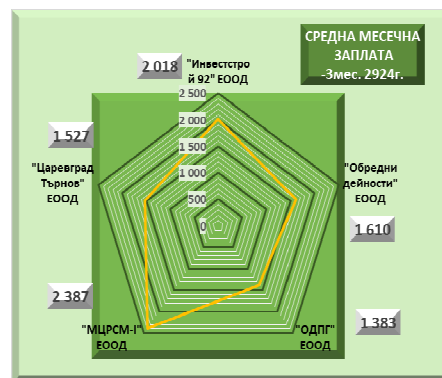 СРЕДНА МЕСЕЧНА
ЗАПЛАТА
-3мес. 2924г.
2 018
"Инвестстро
й 92" ЕООД
2 500
2 000
1 500
1 000
500
0
1 527
"Царевград
Търнов"
ЕООД
"Обредни
дейности"
ЕООД
1 610
2 387
"МЦРСМ-I"
ЕООД
"ОДПГ"
ЕООД
1 383